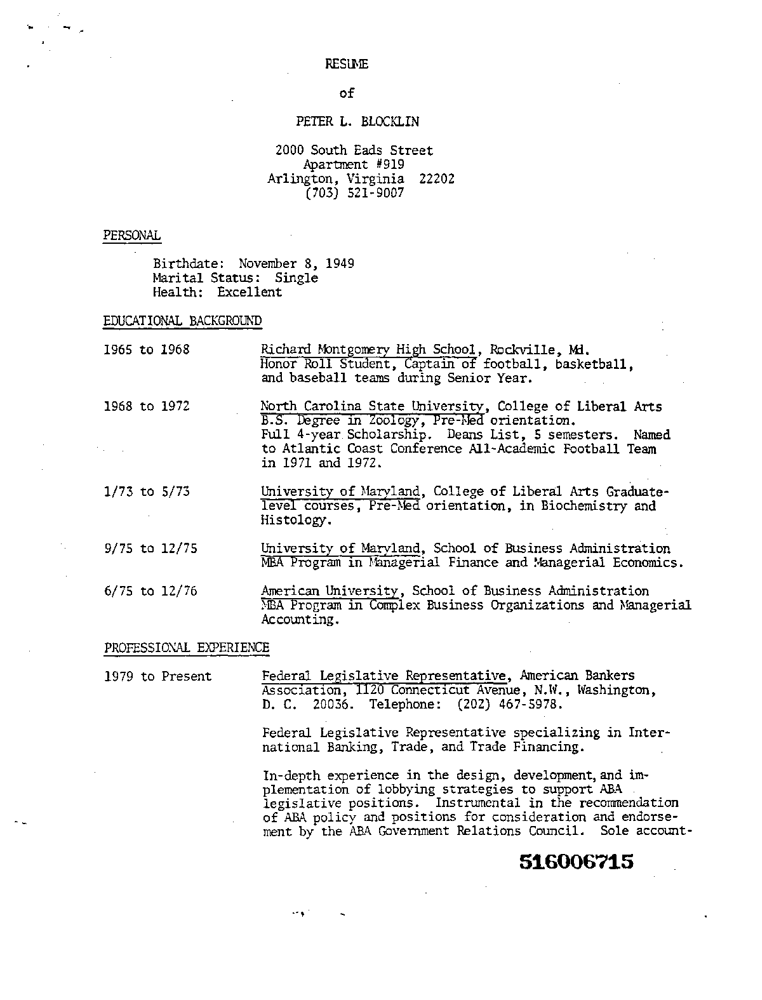 RESUME
of
PETER L. BLOCKLIN
2000 South Eads Street
Apartment #919
Arlington, Virginia 22202
(703) 521-9007
PERSONAL
Birthdate: November 8, 1949
Marital Status: Single
Health: Excellent
EDUCATIONAL BACKGROUND
1965 to 1968 Richard Montgomery High School, Rockville, Md.
Honor Roll Student, Captain of football, basketball,
and baseball teams during Senior Year.
1968 to 1972 North Carolina State University, College of Liberal Arts
B.S. Degree in Zoology, Pre-Med orientation.
Full 4-year Scholarship. Deans List, 5 semesters. Named
to Atlantic Coast Conference All-Academic Football Team
in 1971 and 1972.
1/73 to 5/73 University of Maryland, College of Liberal Arts Graduate-
level courses, Pre-Med orientation, in Biochemistry and
Histology.
9/75 to 12/75 University of Maryland, School of Business Administration
MBA Program in Managerial Finance and Managerial Economics.
6/75 to 12/76 American University, School of Business Administration
MBA Program in Complex Business Organizations and Managerial
Accounting.
PROFESSIONAL EXPERIENCE
1979 to Present Federal Legislative Representative, American Bankers
Association, 1120 Connecticut Avenue, N.W., Washington,
D. C. 20036. Telephone: (202) 467-5978.
Federal Legislative Representative specializing in Inter-
national Banking, Trade, and Trade Financing.
In-depth experience in the design, development, and im-
plementation of lobbying strategies to support ABA
legislative positions. Instrumental in the recommendation
of ABA policy and positions for consideration and endorse-
ment by the ABA Government Relations Council. Sole account-
516006715